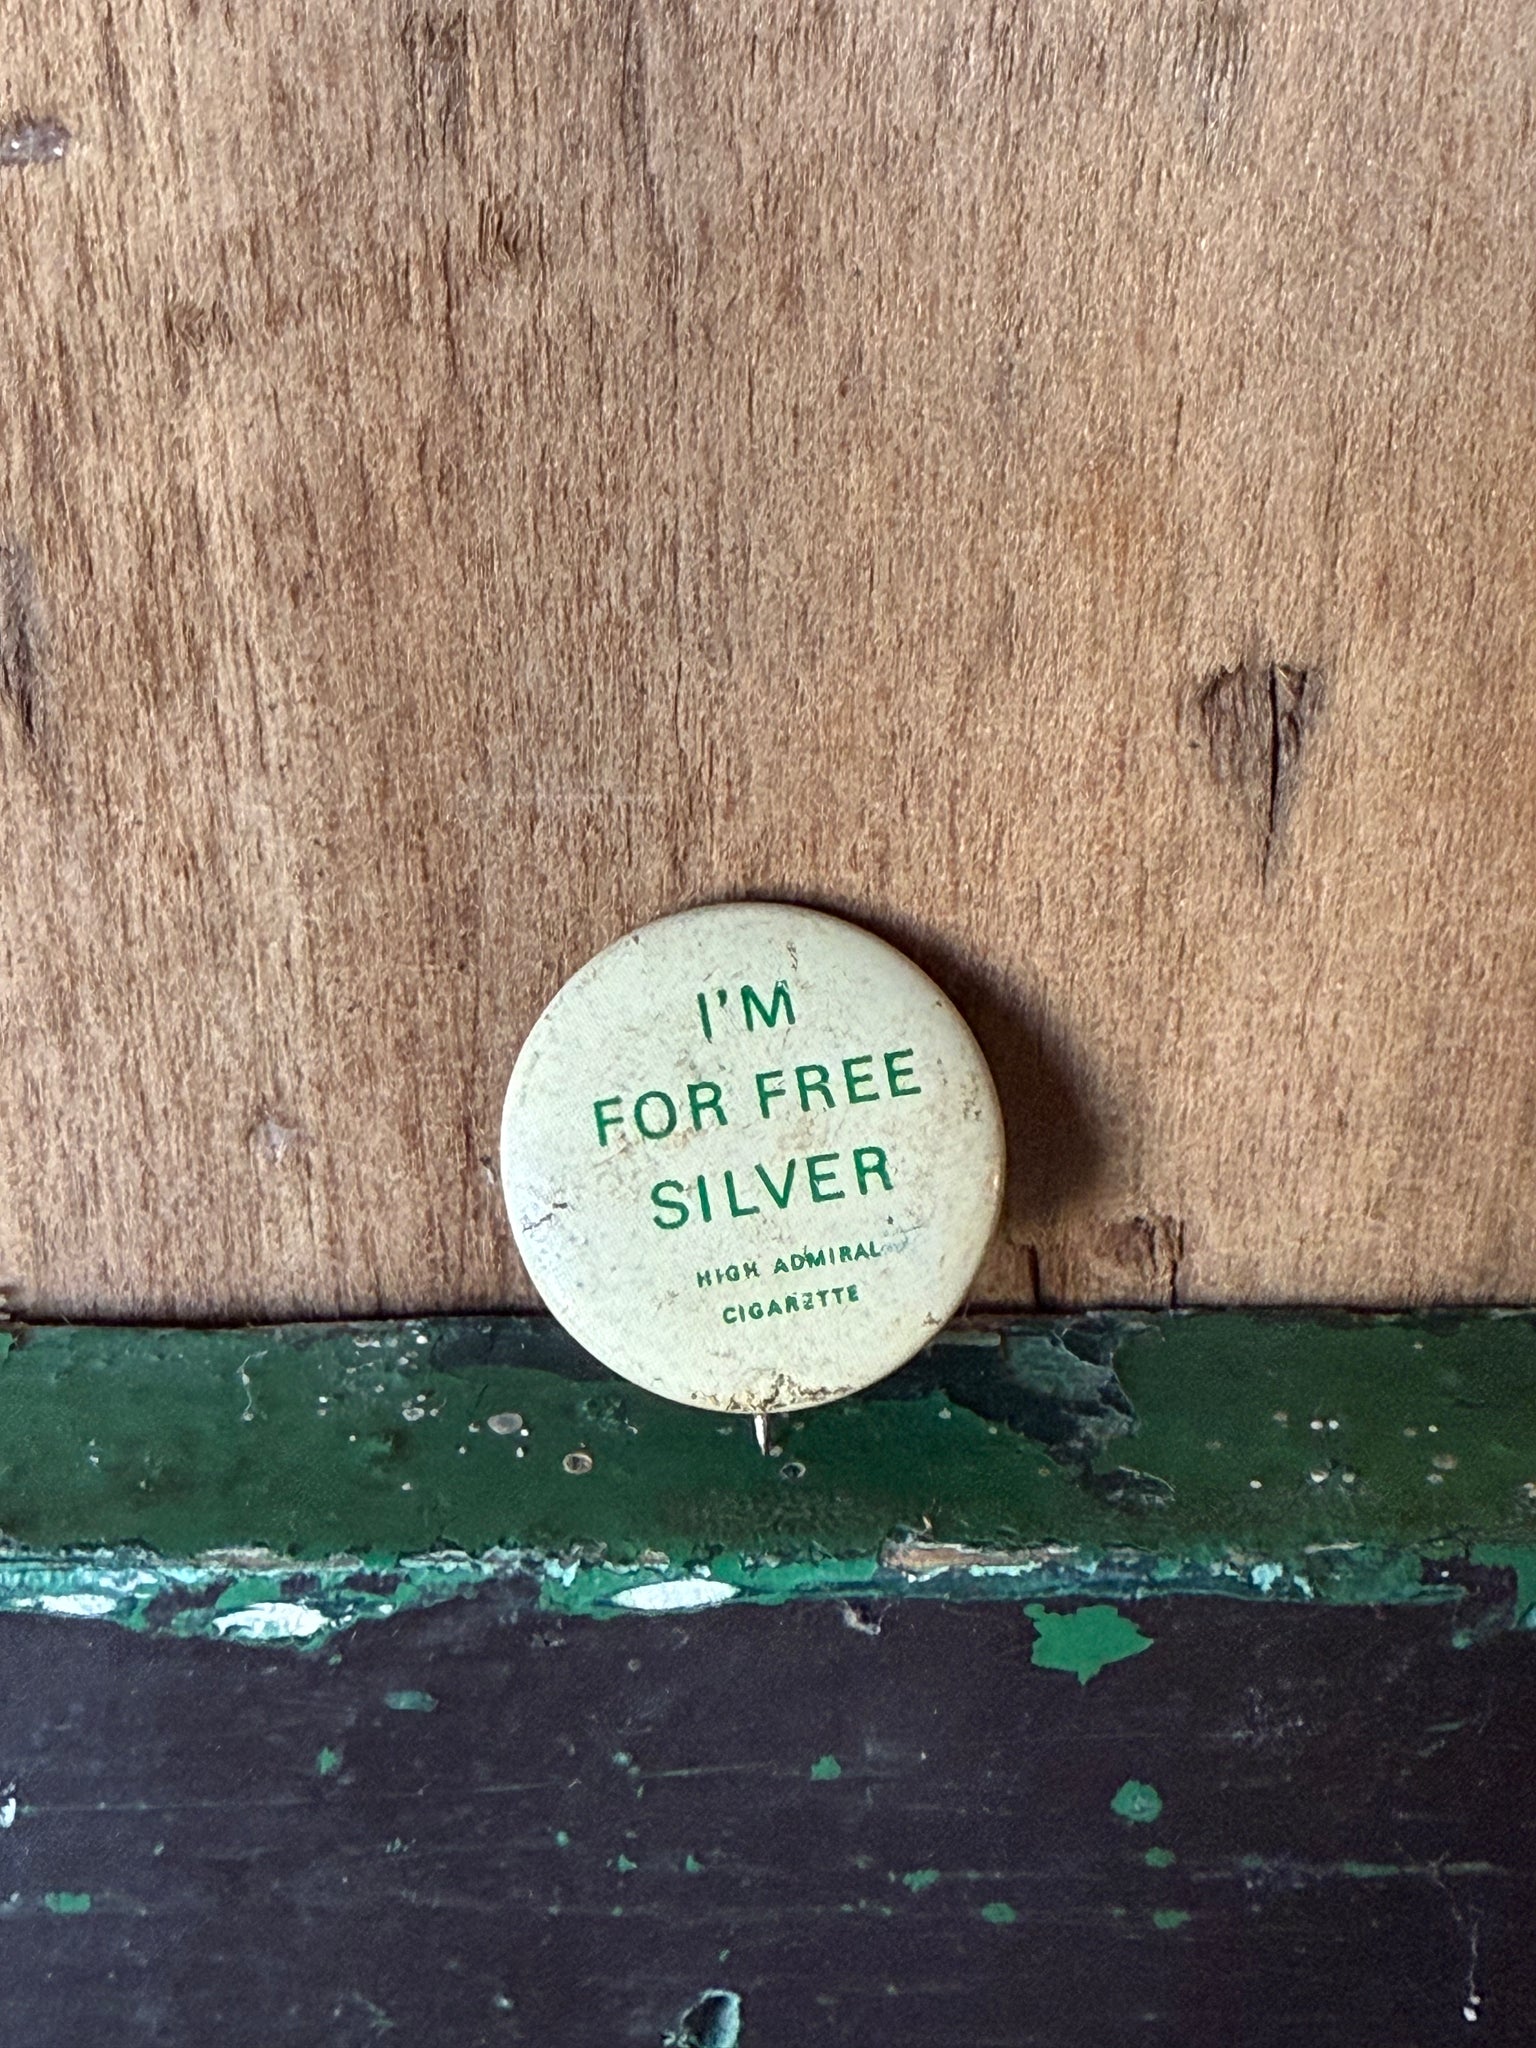 I'M
FOR FREE
SILVER
HIGH ADMIRAL
CIGARETTE